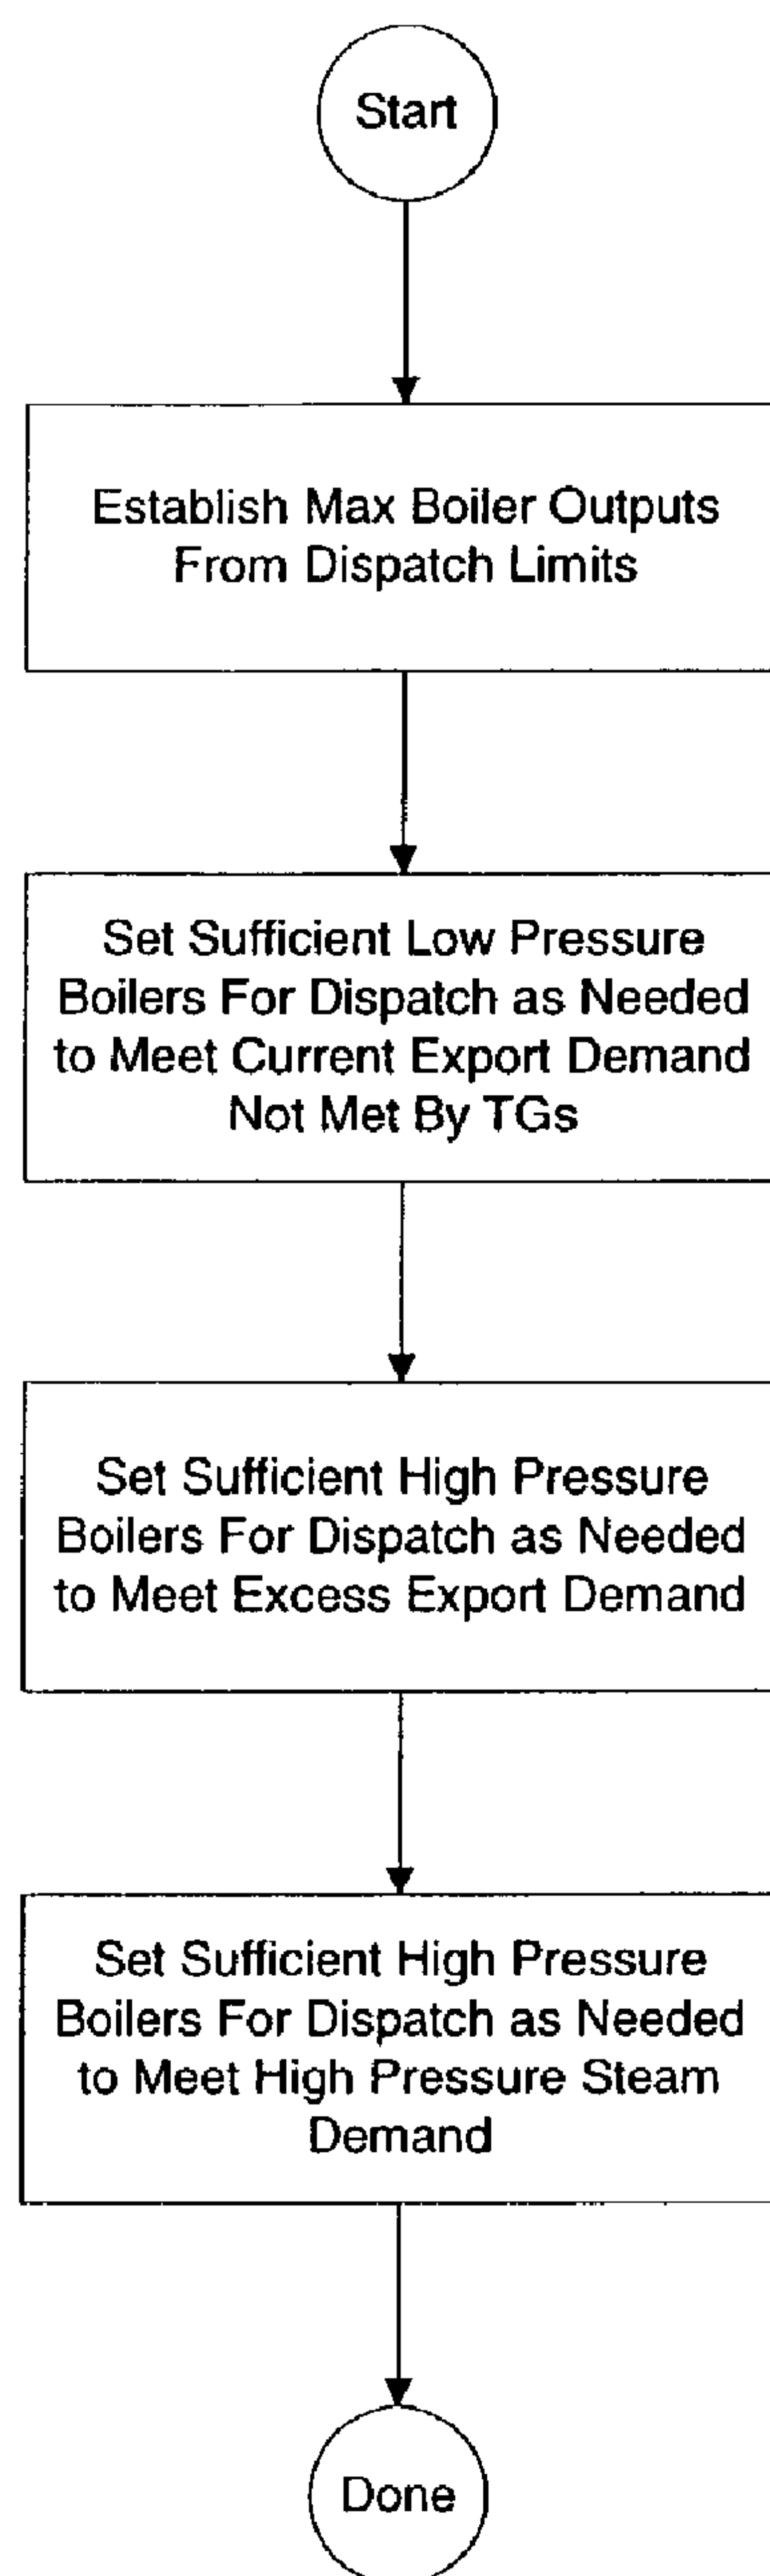 Start
Establish Max Boiler Outputs
From Dispatch Limits
Set Sufficient Low Pressure
Boilers For Dispatch as Needed
to Meet Current Export Demand
Not Met By TGs
Set Sufficient High Pressure
Boilers For Dispatch as Needed
to Meet Excess Export Demand
Set Sufficient High Pressure
Boilers For Dispatch as Needed
to Meet High Pressure Steam
Demand
Done